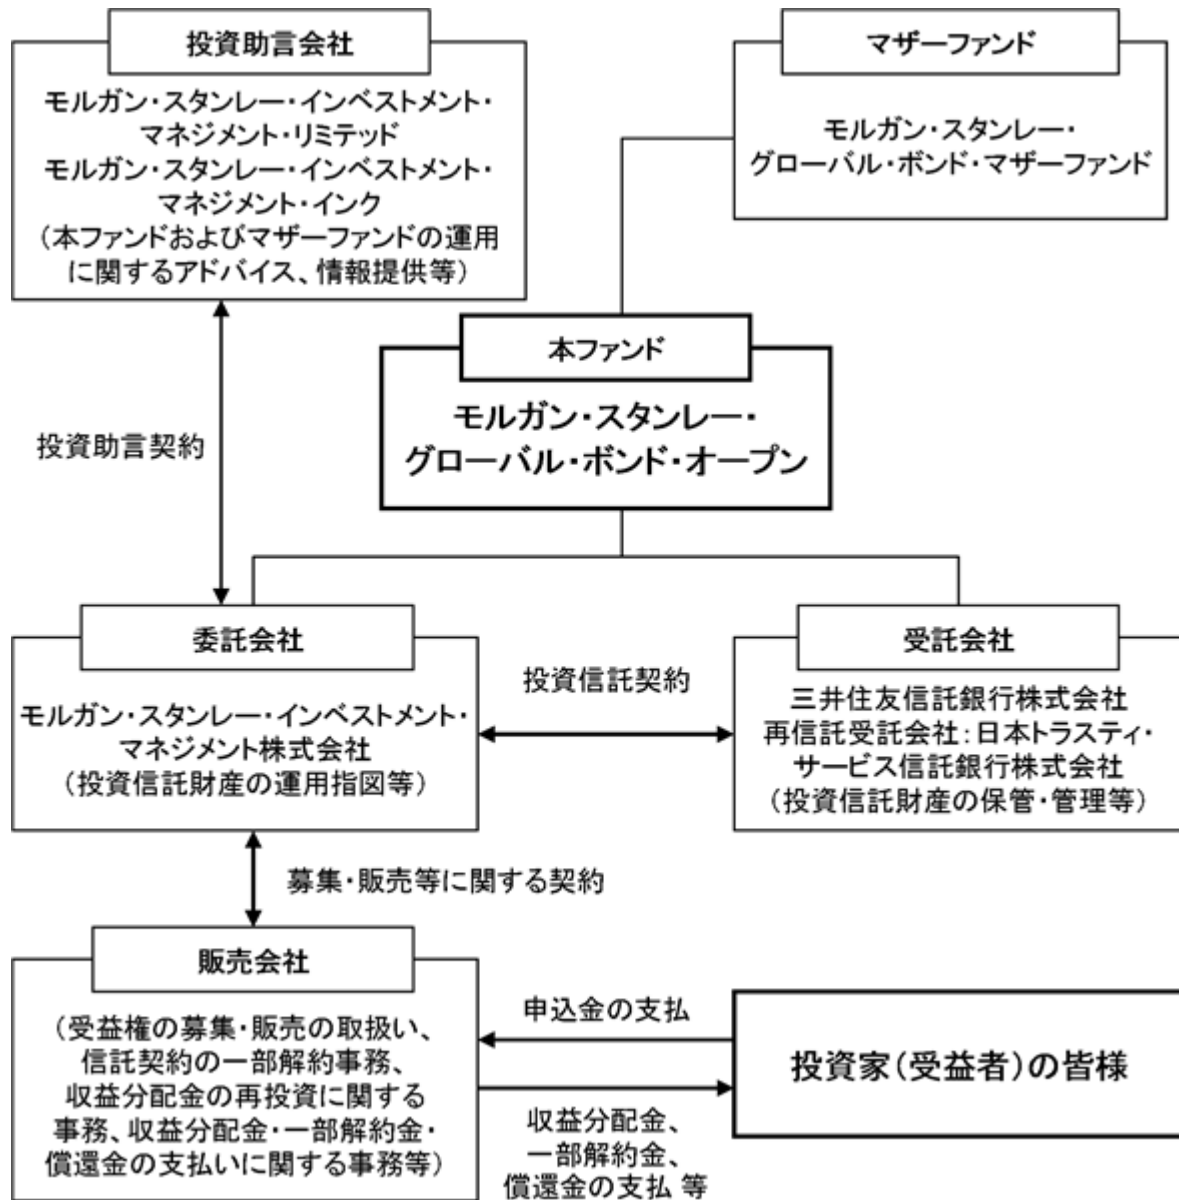 投資助言会社
モルガン・スタンレー・インベストメント・
マネジメント・リミテッド
モルガン・スタンレー・インベストメント・
マネジメント・インク
（本ファンドおよびマザーファンドの運用
に関するアドバイス、情報提供等）
マザーファンド
モルガン・スタンレー・
グローバル・ボンド・マザーファンド
本ファンド
モルガン・スタンレー・
グローバル・ボンド・オープン
投資助言契約
委託会社
モルガン・スタンレー・インベストメント・
マネジメント株式会社
（投資信託財産の運用指図等）
投資信託契約
受託会社
三井住友信託銀行株式会社
再信託受託会社：日本トラスティ・
サービス信託銀行株式会社
（投資信託財産の保管・管理等）
募集・販売等に関する契約
販売会社
（受益権の募集・販売の取扱い、
信託契約の一部解約事務、
収益分配金の再投資に関する
事務、収益分配金・一部解約金・
償還金の支払いに関する事務等）
申込金の支払
収益分配金、
一部解約金、
償還金の支払 等
投資家（受益者）の皆様